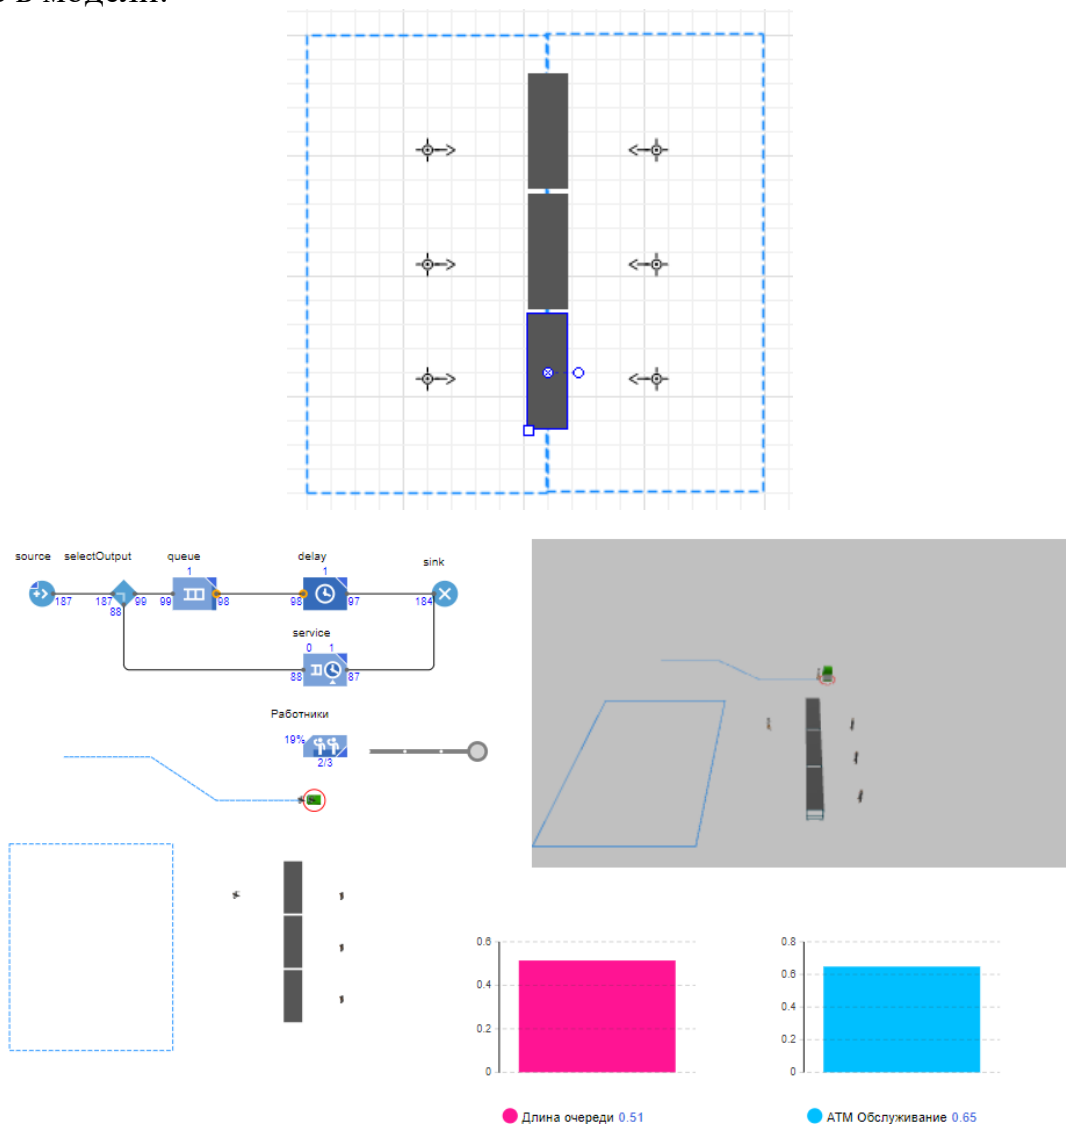 в модели.
source selectOutput queue delay sink
1 1
187 187 99 99 98 98 97 184
88
service
0 1
88 87
Работники
19%
2/3
0.6
0.4
0.2
0
Длина очереди 0.51
0.8
0.6
0.4
0.2
0
ATM Обслуживание 0.65